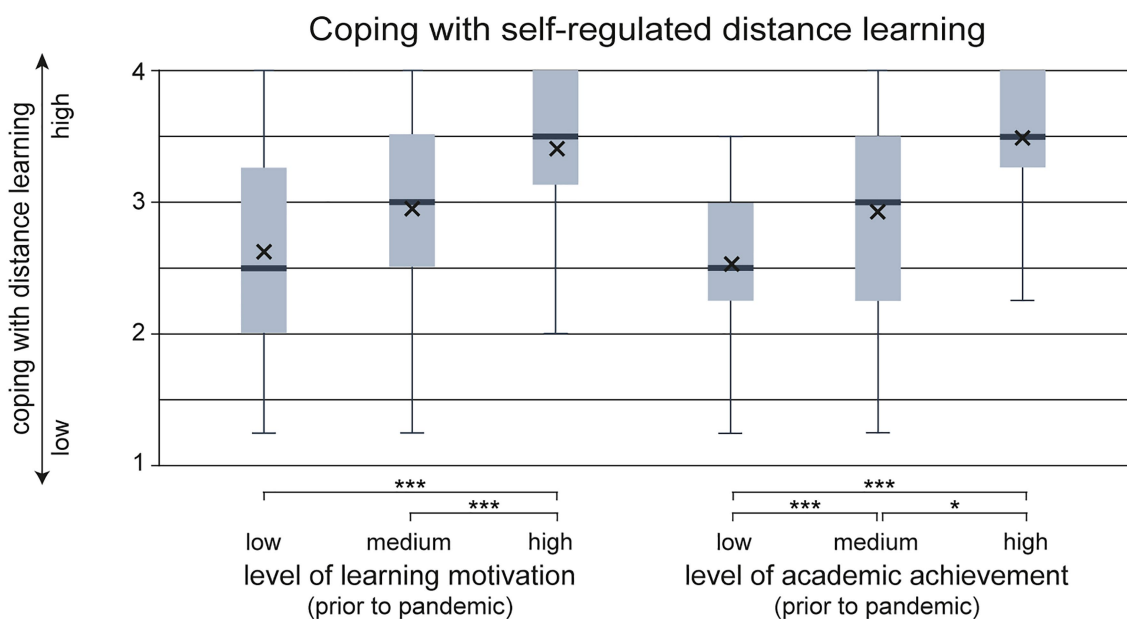 Coping with self-regulated distance learning
coping with distance learning
high
low
4
3
2
1
***
***
***
***
*
low medium high
level of learning motivation
(prior to pandemic)
low medium high
level of academic achievement
(prior to pandemic)